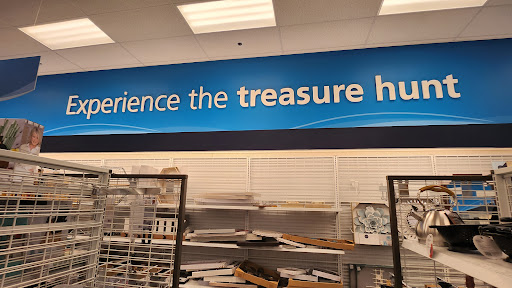 Experience the treasure hunt